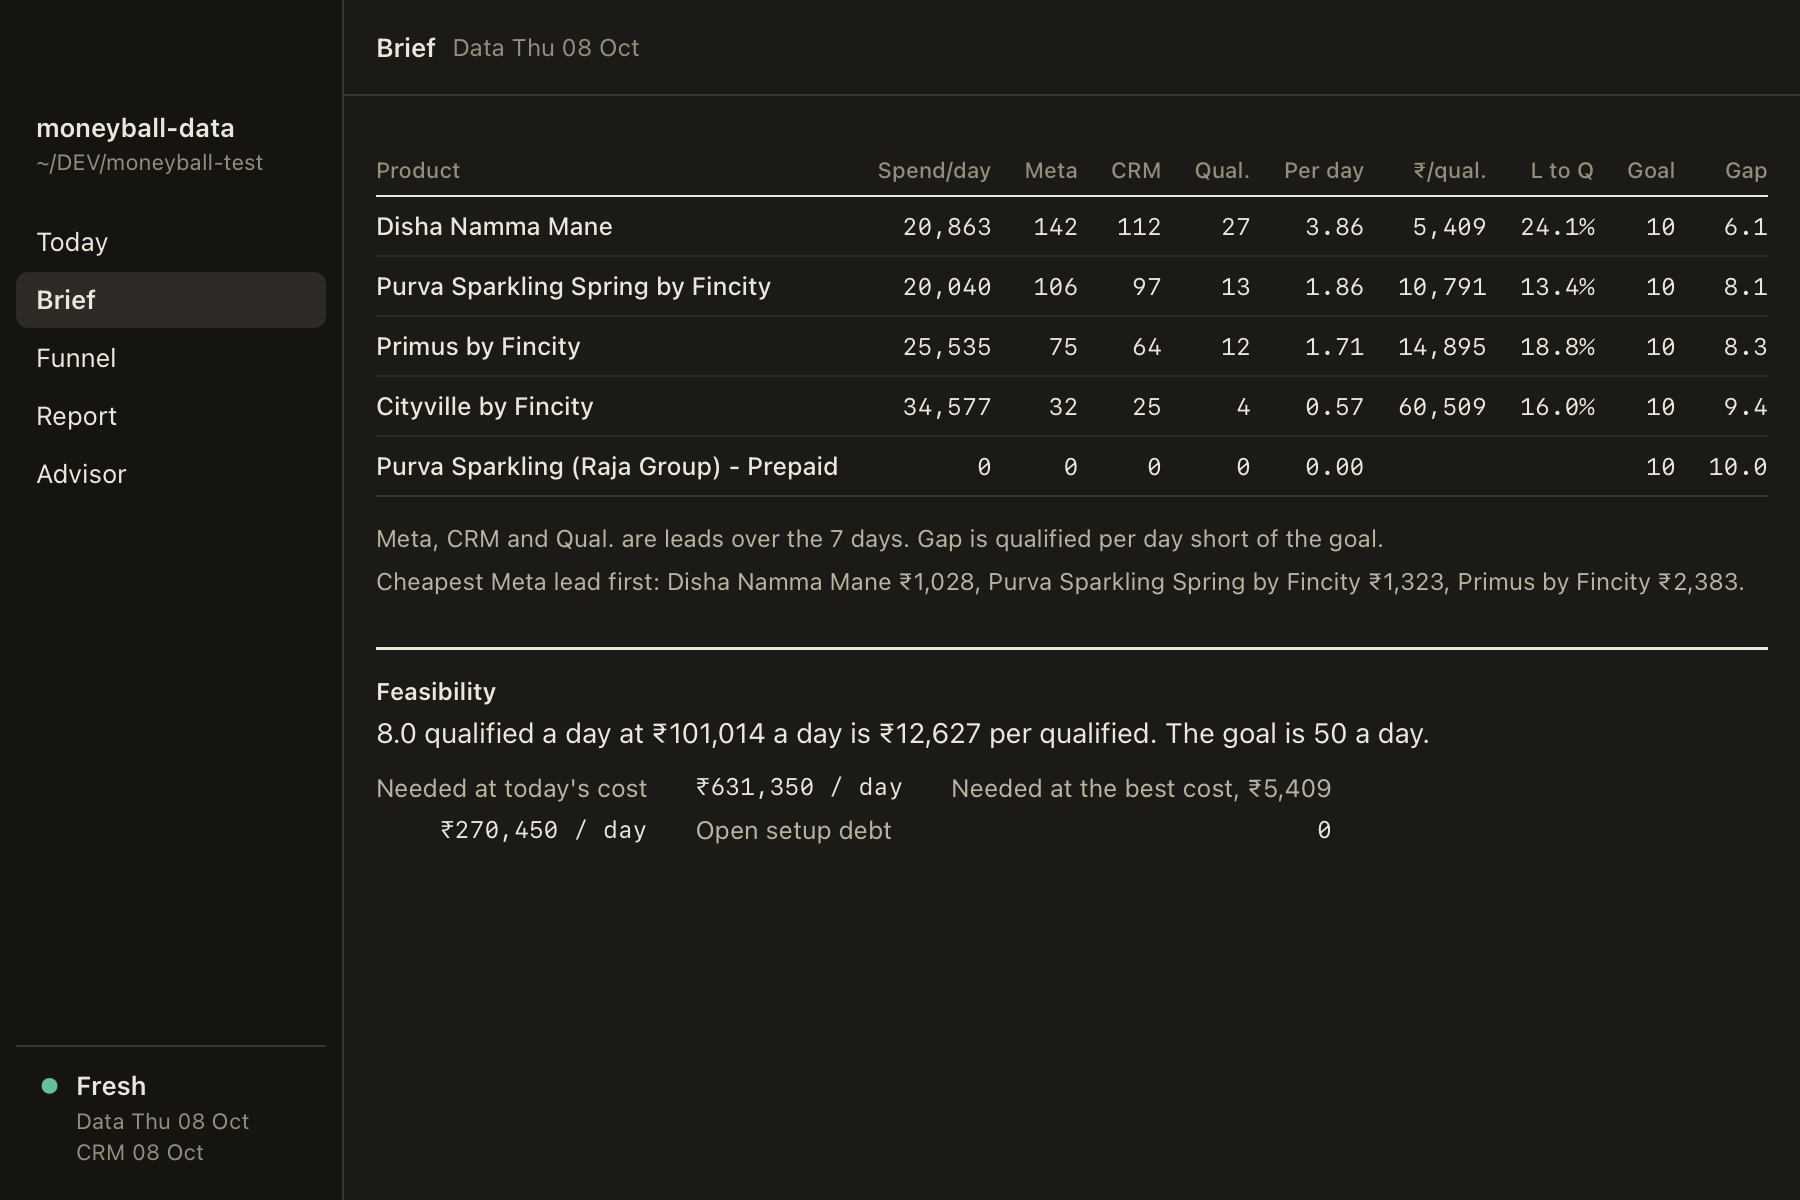 moneyball-data
~/DEV/moneyball-test
Today
Brief
Funnel
Report
Advisor
Fresh
Data Thu 08 Oct
CRM 08 Oct
Brief Data Thu 08 Oct
Product Spend/day Meta CRM Qual. Per day ₹/qual. L to Q Goal Gap
Disha Namma Mane 20,863 142 112 27 3.86 5,409 24.1% 10 6.1
Purva Sparkling Spring by Fincity 20,040 106 97 13 1.86 10,791 13.4% 10 8.1
Primus by Fincity 25,535 75 64 12 1.71 14,895 18.8% 10 8.3
Cityville by Fincity 34,577 32 25 4 0.57 60,509 16.0% 10 9.4
Purva Sparkling (Raja Group) - Prepaid 0 0 0 0 0.00 10 10.0
Meta, CRM and Qual. are leads over the 7 days. Gap is qualified per day short of the goal.
Cheapest Meta lead first: Disha Namma Mane ₹1,028, Purva Sparkling Spring by Fincity ₹1,323, Primus by Fincity ₹2,383.
Feasibility
8.0 qualified a day at ₹101,014 a day is ₹12,627 per qualified. The goal is 50 a day.
Needed at today's cost ₹631,350 / day Needed at the best cost, ₹5,409
₹270,450 / day Open setup debt 0